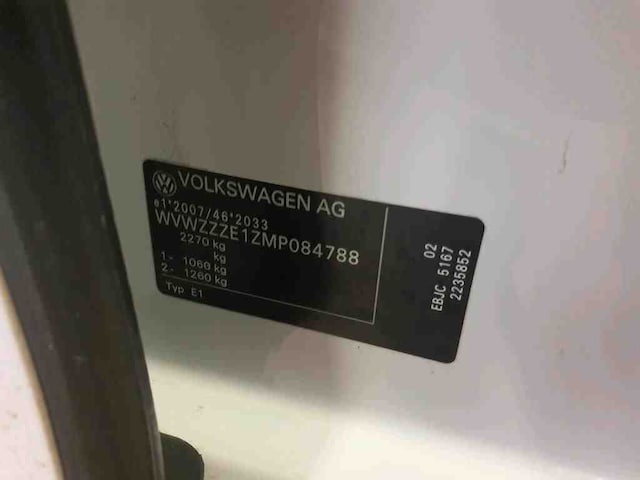 VOLKSWAGEN AG
e1*2007/46*2033
WVWZZZE1ZMP084788
2270 kg
kg
1.- 1060 kg
2.- 1260 kg
Typ E1
02
EBJC 5167
2235852